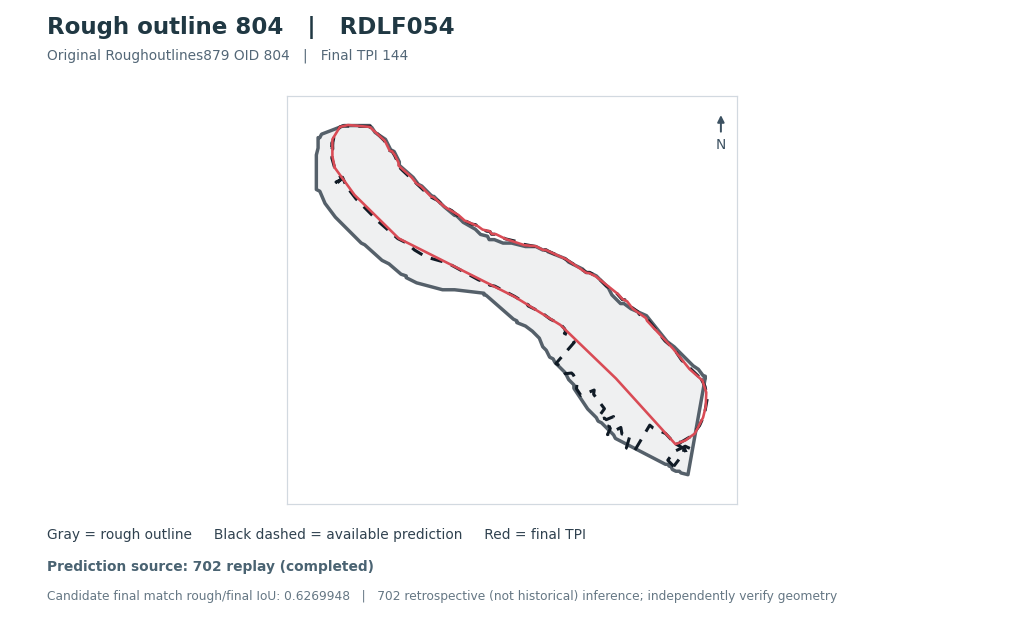 Rough outline 804   |   RDLF054
Original Roughoutlines879 OID 804   |   Final TPI 144
N
Gray = rough outline     Black dashed = available prediction     Red = final TPI
Prediction source: 702 replay (completed)
Candidate final match rough/final IoU: 0.6269948   |   702 retrospective (not historical) inference; independently verify geometry